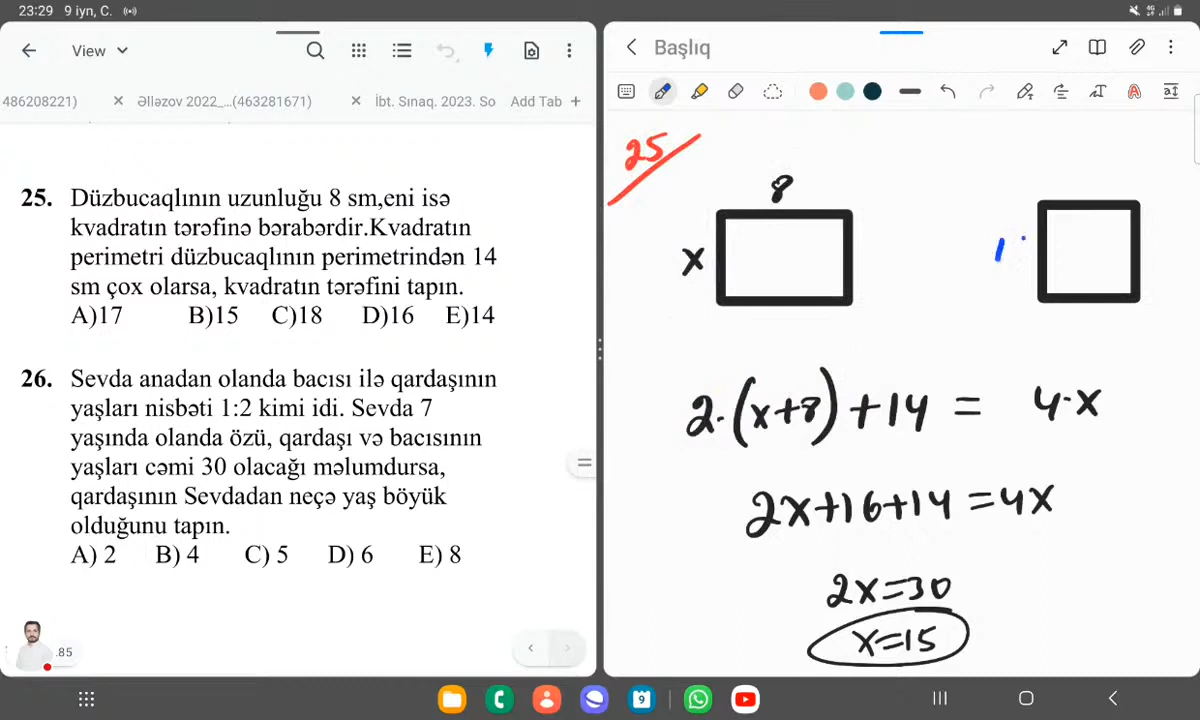 23:29 9 iyn, C.
View
Başlıq
486208221)
Əlləzov 2022_...(463281671)
İbt. Sınaq. 2023. So
Add Tab +
25. Düzbucaqlının uzunluğu 8 sm,eni isə
kvadratın tərəfinə bərabərdir.Kvadratın
perimetri düzbucaqlının perimetrindən 14
sm çox olarsa, kvadratın tərəfini tapın.
A)17 B)15 C)18 D)16 E)14
26. Sevda anadan olanda bacısı ilə qardaşının
yaşları nisbəti 1:2 kimi idi. Sevda 7
yaşında olanda özü, qardaşı və bacısının
yaşları cəmi 30 olacağı məlumdursa,
qardaşının Sevdadan neçə yaş böyük
olduğunu tapın.
A) 2 B) 4 C) 5 D) 6 E) 8
.85
25
8
x
2·(x+8)+14 = 4·x
2x+16+14=4x
2x=30
x=15
9